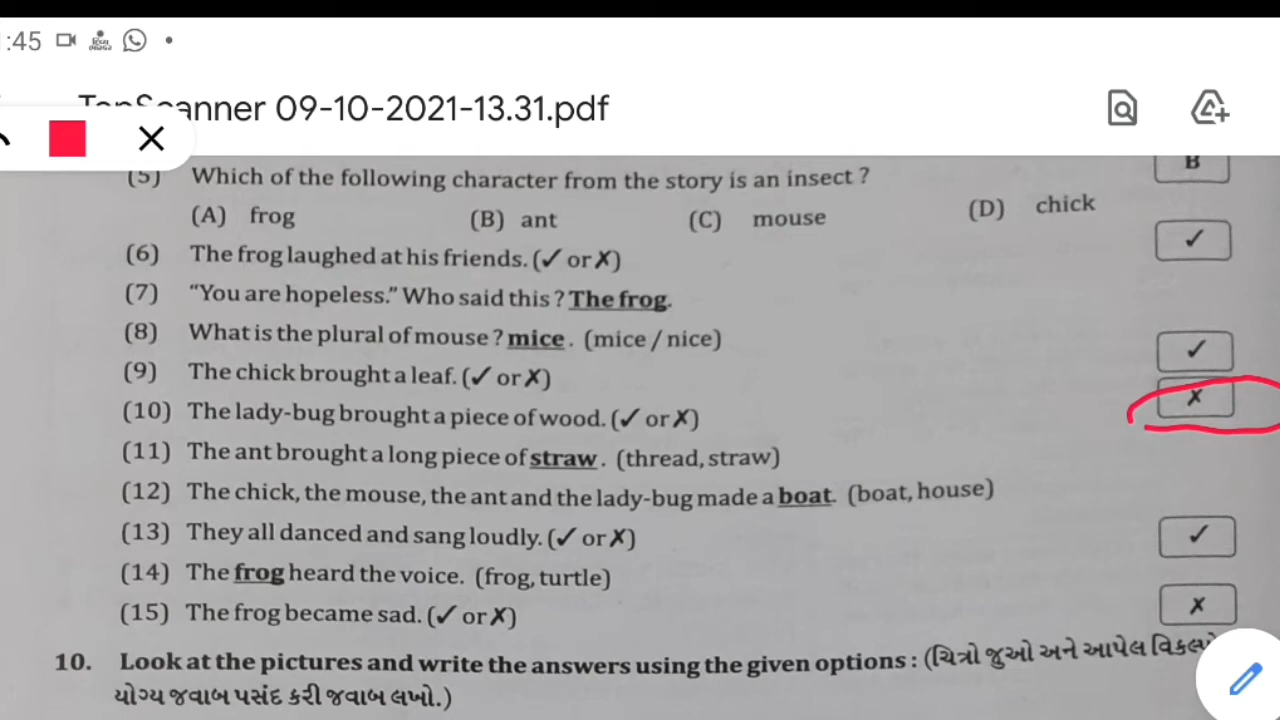 :45
TapScanner 09-10-2021-13.31.pdf
B
(5) Which of the following character from the story is an insect ?
(A) frog (B) ant (C) mouse (D) chick
(6) The frog laughed at his friends. (✓ or ✗) ✓
(7) “You are hopeless.” Who said this ? The frog.
(8) What is the plural of mouse ? mice. (mice / nice)
(9) The chick brought a leaf. (✓ or ✗) ✓
(10) The lady-bug brought a piece of wood. (✓ or ✗) ✗
(11) The ant brought a long piece of straw. (thread, straw)
(12) The chick, the mouse, the ant and the lady-bug made a boat. (boat, house)
(13) They all danced and sang loudly. (✓ or ✗) ✓
(14) The frog heard the voice. (frog, turtle)
(15) The frog became sad. (✓ or ✗) ✗
10. Look at the pictures and write the answers using the given options : (ચિત્રો જુઓ અને આપેલ
યોગ્ય જવાબ પસંદ કરી જવાબ લખો.)